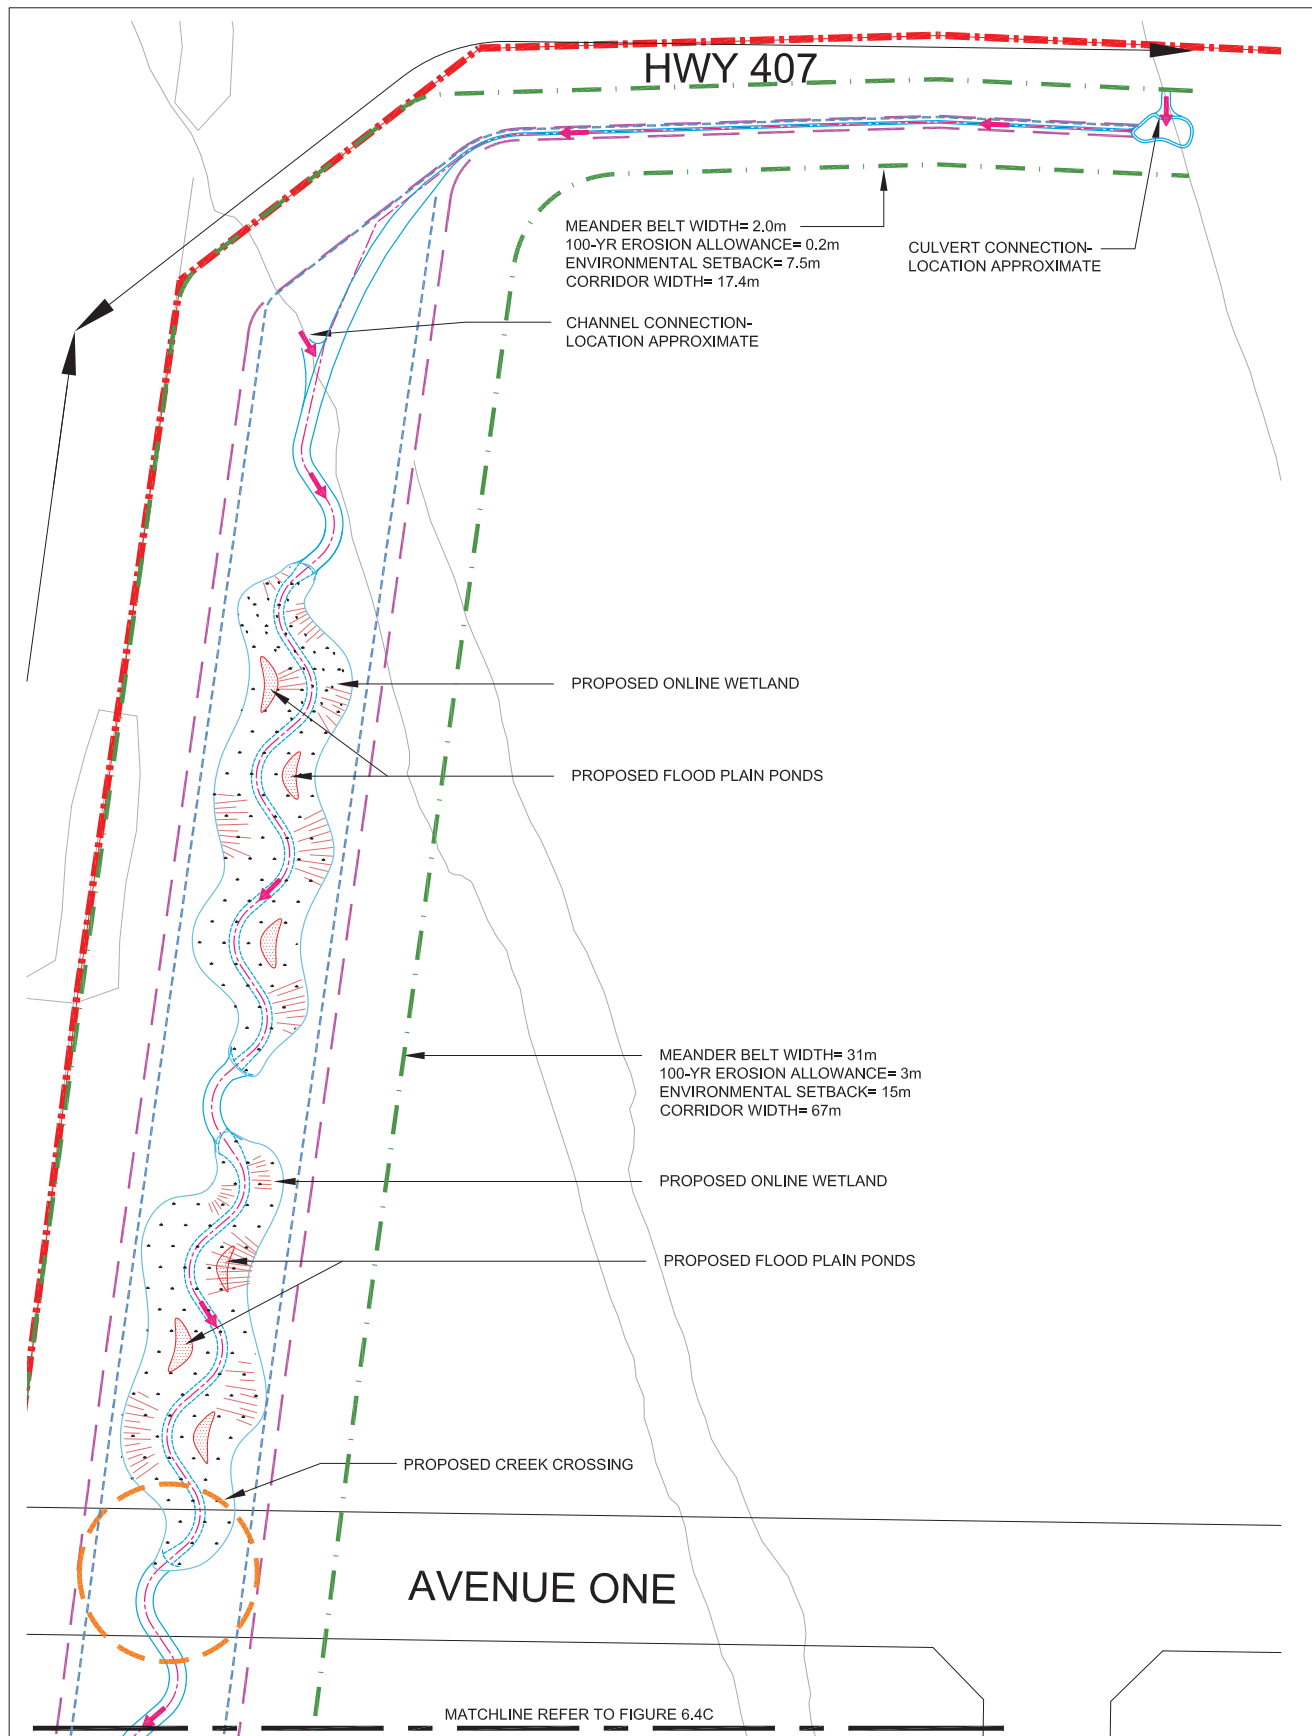 HWY 407
MEANDER BELT WIDTH= 2.0m
100-YR EROSION ALLOWANCE= 0.2m
ENVIRONMENTAL SETBACK= 7.5m
CORRIDOR WIDTH= 17.4m
CULVERT CONNECTION-
LOCATION APPROXIMATE
CHANNEL CONNECTION-
LOCATION APPROXIMATE
PROPOSED ONLINE WETLAND
PROPOSED FLOOD PLAIN PONDS
MEANDER BELT WIDTH= 31m
100-YR EROSION ALLOWANCE= 3m
ENVIRONMENTAL SETBACK= 15m
CORRIDOR WIDTH= 67m
PROPOSED ONLINE WETLAND
PROPOSED FLOOD PLAIN PONDS
PROPOSED CREEK CROSSING
AVENUE ONE
MATCHLINE REFER TO FIGURE 6.4C